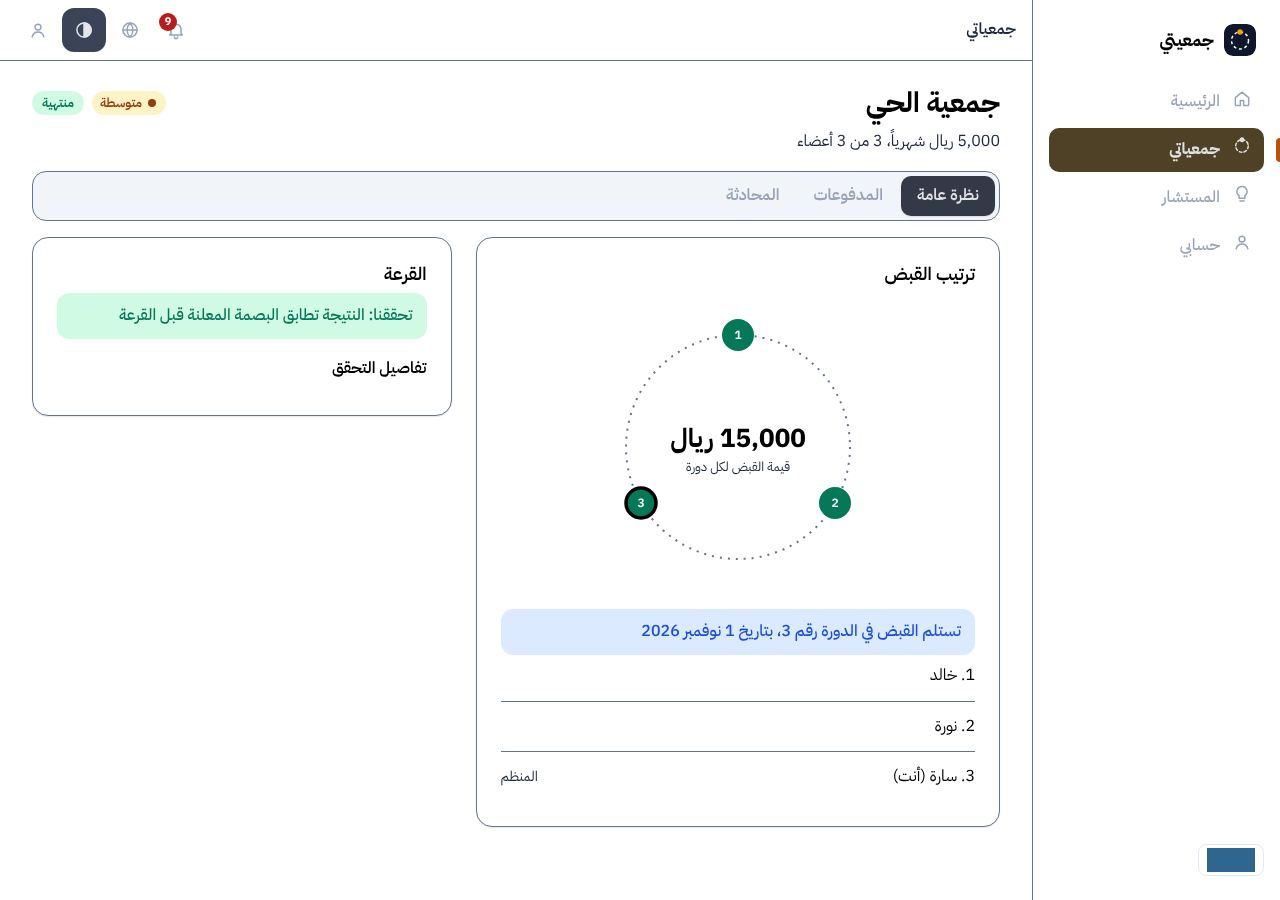 جمعيتي
الرئيسية
جمعياتي
المستشار
حسابي
جمعياتي
9
جمعية الحي
متوسطة
منتهية
5,000 ريال شهرياً، 3 من 3 أعضاء
نظرة عامة
المدفوعات
المحادثة
ترتيب القبض
1
15,000 ريال
قيمة القبض لكل دورة
2
3
تستلم القبض في الدورة رقم 3، بتاريخ 1 نوفمبر 2026
1. خالد
2. نورة
3. سارة (أنت)
المنظم
القرعة
تحققنا: النتيجة تطابق البصمة المعلنة قبل القرعة
تفاصيل التحقق